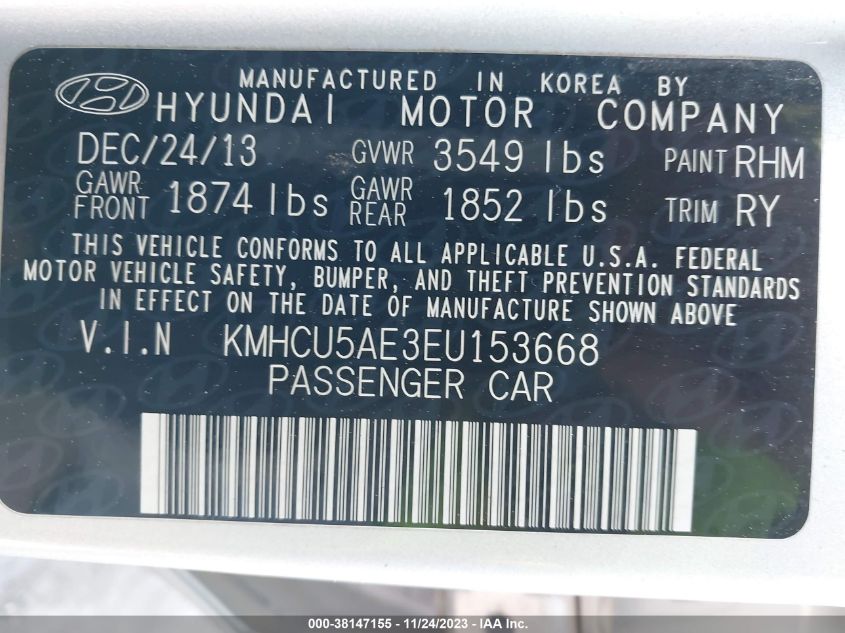 MANUFACTURED IN KOREA BY
HYUNDAI MOTOR COMPANY
DEC/24/13 GVWR 3549 lbs PAINT RHM
GAWR FRONT 1874 lbs GAWR REAR 1852 lbs TRIM RY
THIS VEHICLE CONFORMS TO ALL APPLICABLE U.S.A. FEDERAL
MOTOR VEHICLE SAFETY, BUMPER, AND THEFT PREVENTION STANDARDS
IN EFFECT ON THE DATE OF MANUFACTURE SHOWN ABOVE
V.I.N KMHCU5AE3EU153668
PASSENGER CAR
000-38147155 - 11/24/2023 - IAA Inc.